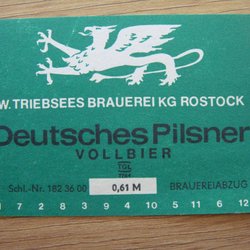 W. TRIEBSEES BRAUEREI KG ROSTOCK
Deutsches Pilsner
VOLLBIER
TGL
Schl.-Nr. 182 36 00 0,61 M BRAUEREIABZUG
1 2 3 4 5 6 7 8 9 10 11 12